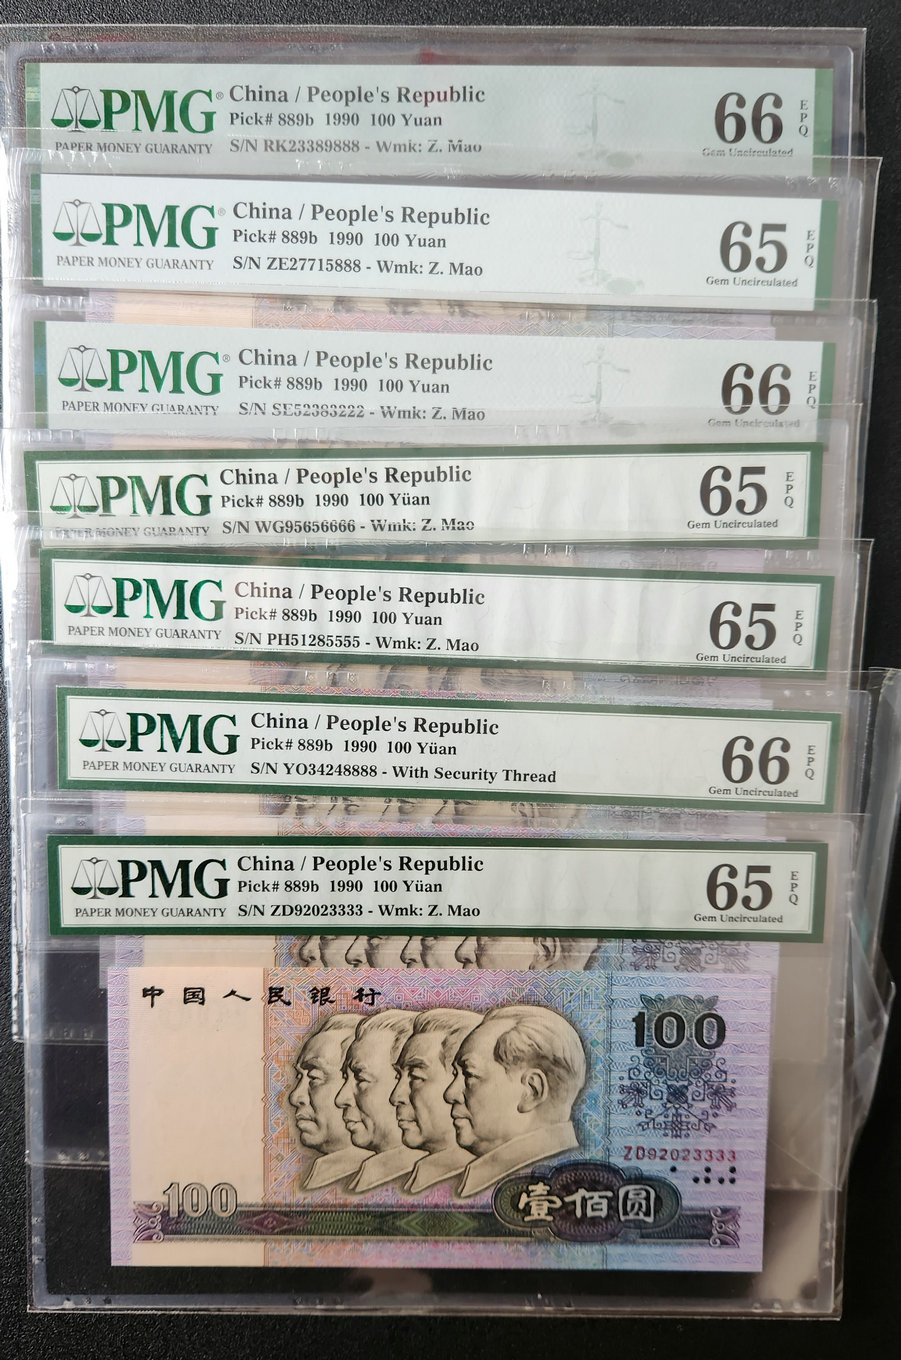 PMG®
PAPER MONEY GUARANTY
China / People's Republic
Pick# 889b 1990 100 Yuan
S/N RK23389888 - Wmk: Z. Mao
66
EPQ
Gem Uncirculated
PMG®
PAPER MONEY GUARANTY
China / People's Republic
Pick# 889b 1990 100 Yuan
S/N ZE27715888 - Wmk: Z. Mao
65
EPQ
Gem Uncirculated
PMG®
PAPER MONEY GUARANTY
China / People's Republic
Pick# 889b 1990 100 Yuan
S/N SE52383222 - Wmk: Z. Mao
66
EPQ
Gem Uncirculated
PMG
PAPER MONEY GUARANTY
China / People's Republic
Pick# 889b 1990 100 Yüan
S/N WG95656666 - Wmk: Z. Mao
65
EPQ
Gem Uncirculated
PMG
PAPER MONEY GUARANTY
China / People's Republic
Pick# 889b 1990 100 Yuan
S/N PH51285555 - Wmk: Z. Mao
65
EPQ
Gem Uncirculated
PMG
PAPER MONEY GUARANTY
China / People's Republic
Pick# 889b 1990 100 Yüan
S/N YO34248888 - With Security Thread
66
EPQ
Gem Uncirculated
PMG
PAPER MONEY GUARANTY
China / People's Republic
Pick# 889b 1990 100 Yüan
S/N ZD92023333 - Wmk: Z. Mao
65
EPQ
Gem Uncirculated
中国人民银行
100
ZD92023333
100
壹佰圆